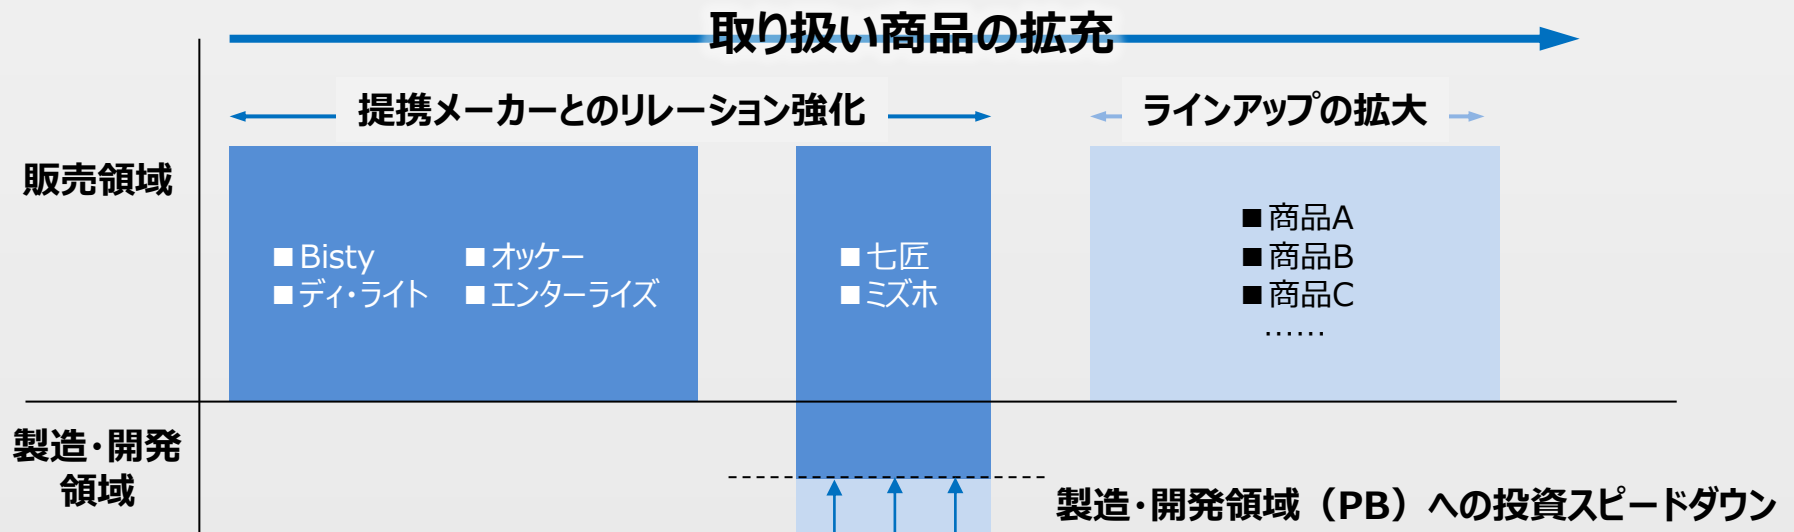 取り扱い商品の拡充
提携メーカーとのリレーション強化
ラインアップの拡大
販売領域
■Bisty
■オッケー
■ディ・ライト
■エンターライズ
■七匠
■ミズホ
■商品A
■商品B
■商品C
……
製造・開発
領域
製造・開発領域（PB）への投資スピードダウン